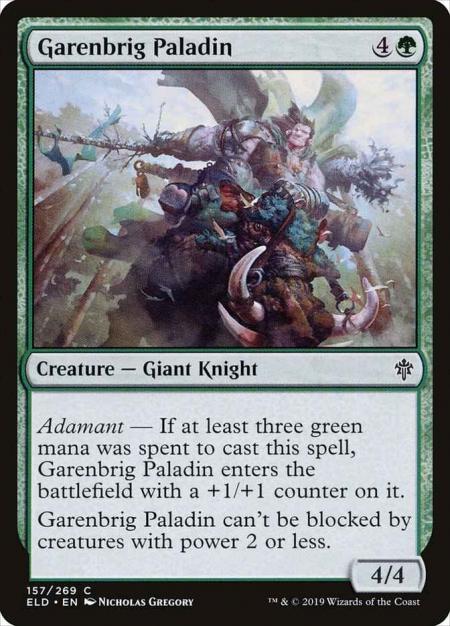 Garenbrig Paladin 4
Creature — Giant Knight
Adamant — If at least three green
mana was spent to cast this spell,
Garenbrig Paladin enters the
battlefield with a +1/+1 counter on it.
Garenbrig Paladin can't be blocked by
creatures with power 2 or less.
4/4
157/269 C
ELD • EN Nicholas Gregory
™ & © 2019 Wizards of the Coast